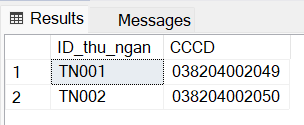 Results Messages
ID_thu_ngan CCCD
1 TN001 038204002049
2 TN002 038204002050